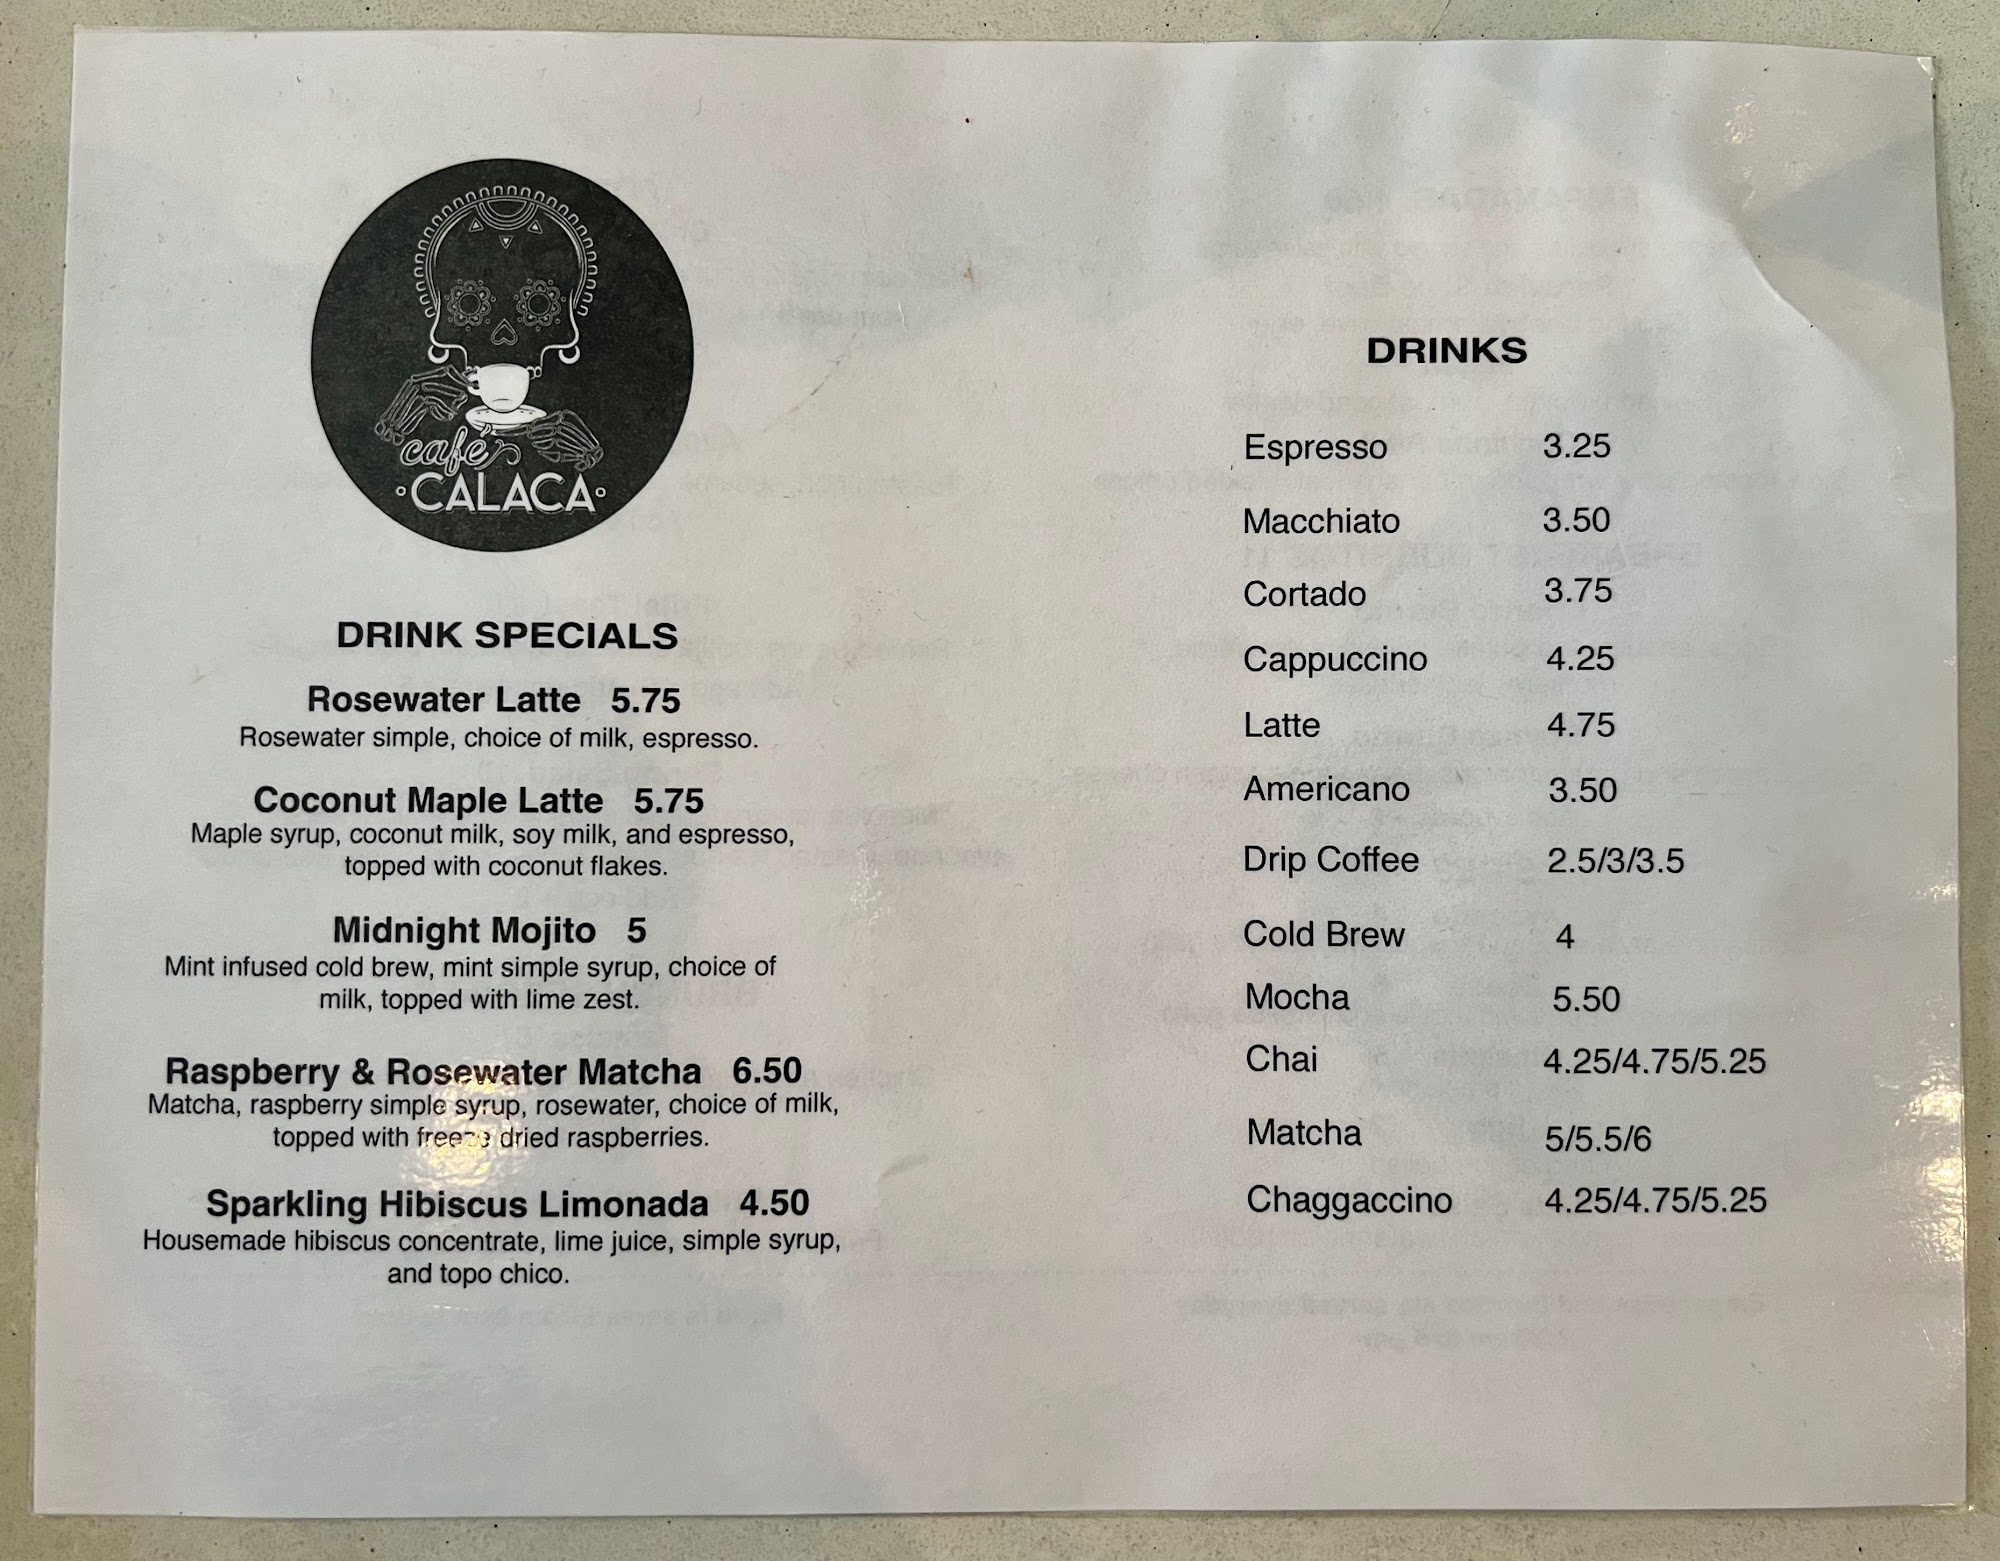 café
CALACA
DRINK SPECIALS
Rosewater Latte 5.75
Rosewater simple, choice of milk, espresso.
Coconut Maple Latte 5.75
Maple syrup, coconut milk, soy milk, and espresso,
topped with coconut flakes.
Midnight Mojito 5
Mint infused cold brew, mint simple syrup, choice of
milk, topped with lime zest.
Raspberry & Rosewater Matcha 6.50
Matcha, raspberry simple syrup, rosewater, choice of milk,
topped with freeze dried raspberries.
Sparkling Hibiscus Limonada 4.50
Housemade hibiscus concentrate, lime juice, simple syrup,
and topo chico.
DRINKS
Espresso 3.25
Macchiato 3.50
Cortado 3.75
Cappuccino 4.25
Latte 4.75
Americano 3.50
Drip Coffee 2.5/3/3.5
Cold Brew 4
Mocha 5.50
Chai 4.25/4.75/5.25
Matcha 5/5.5/6
Chaggaccino 4.25/4.75/5.25